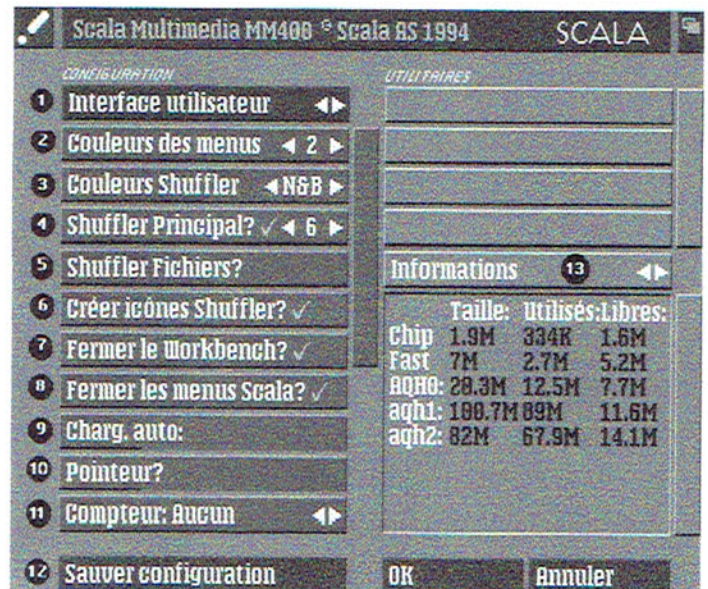 Scala Multimedia MM400 © Scala AS 1994 SCALA
CONFIGURATION
1 Interface utilisateur
2 Couleurs des menus 2
3 Couleurs Shuffler N&B
4 Shuffler Principal? ✓ 6
5 Shuffler Fichiers?
6 Créer icônes Shuffler? ✓
7 Fermer le Workbench? ✓
8 Fermer les menus Scala? ✓
9 Charg. auto:
10 Pointeur?
11 Compteur: Aucun
12 Sauver configuration
UTILITAIRES
Informations 13
Taille: Utilisés: Libres:
Chip 1.9M 334K 1.6M
Fast 7M 2.7M 5.2M
AQH0: 20.3M 12.5M 7.7M
aqh1: 100.7M 89M 11.6M
aqh2: 82M 67.9M 14.1M
OK Annuler